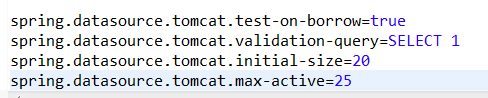 spring.datasource.tomcat.test-on-borrow=true
spring.datasource.tomcat.validation-query=SELECT 1
spring.datasource.tomcat.initial-size=20
spring.datasource.tomcat.max-active=25